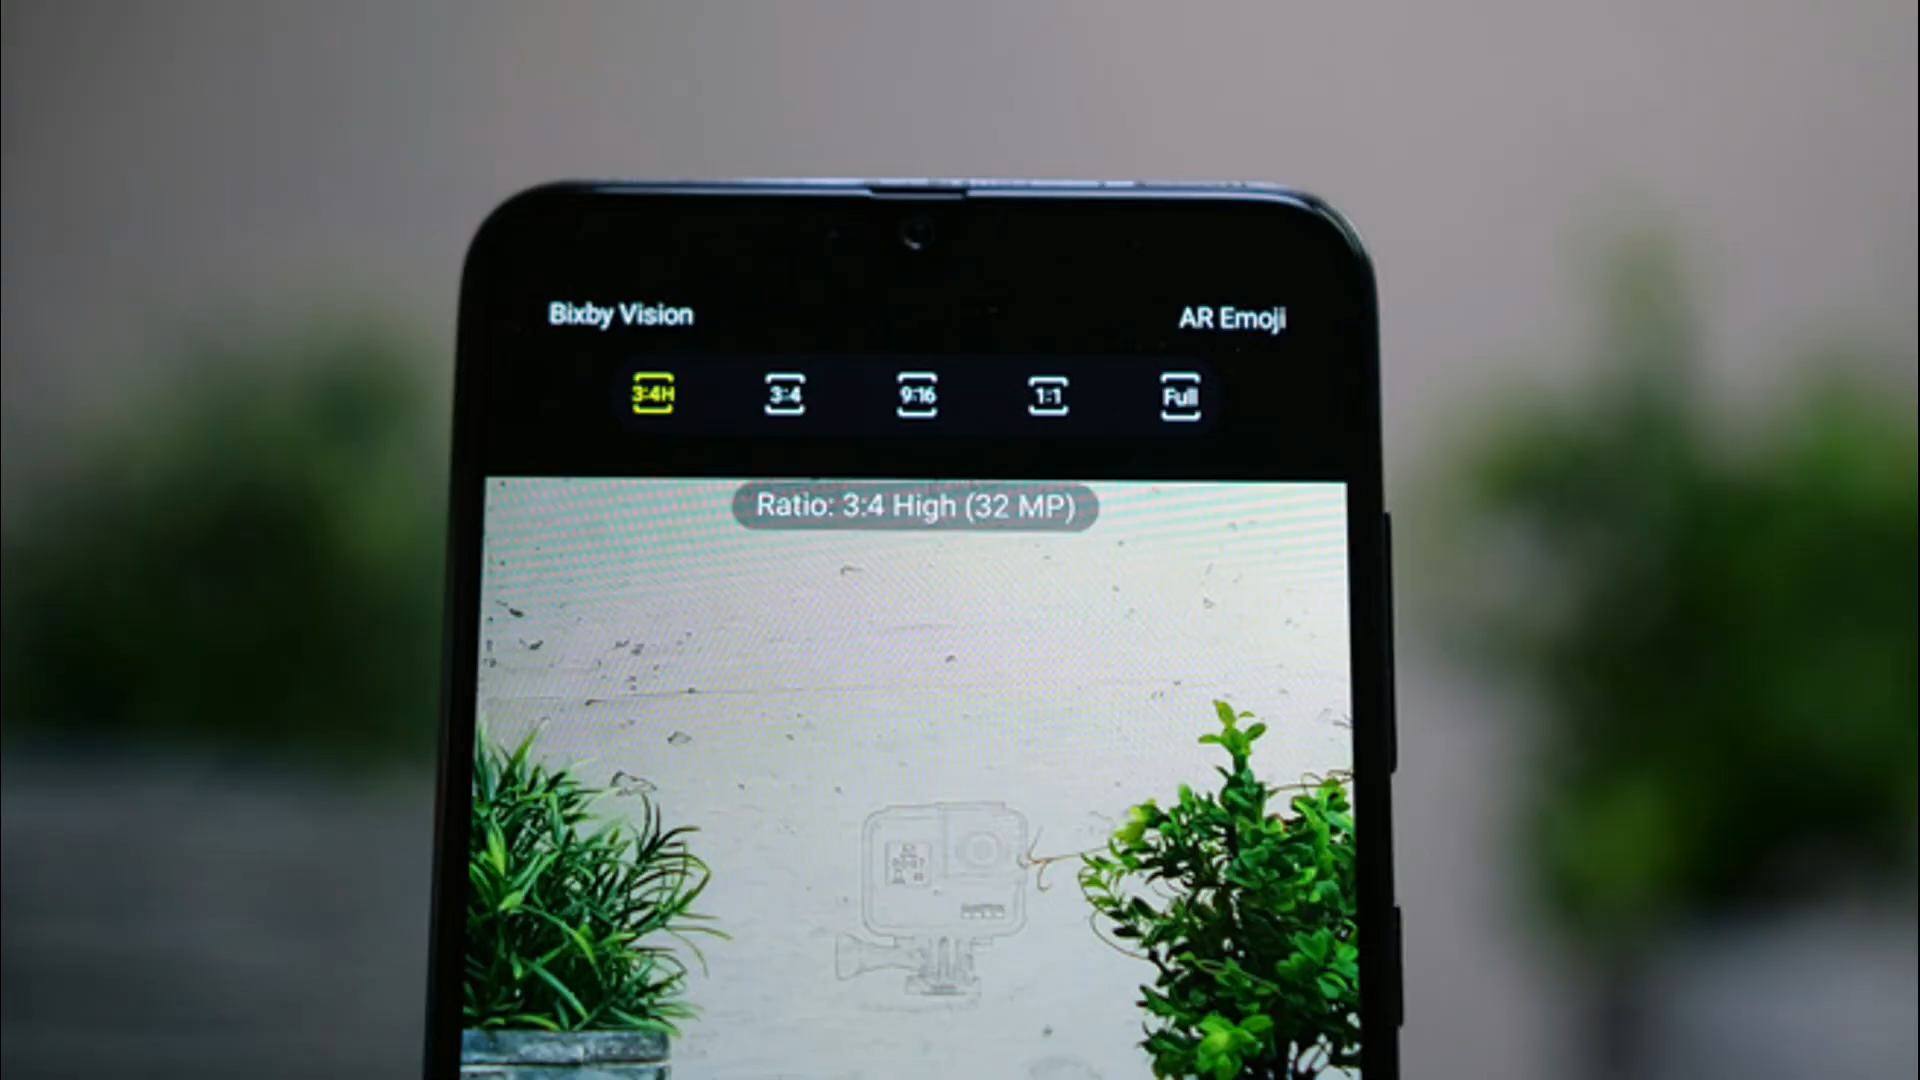 Bixby Vision
AR Emoji
3:4H
3:4
9:16
1:1
Full
Ratio: 3:4 High (32 MP)